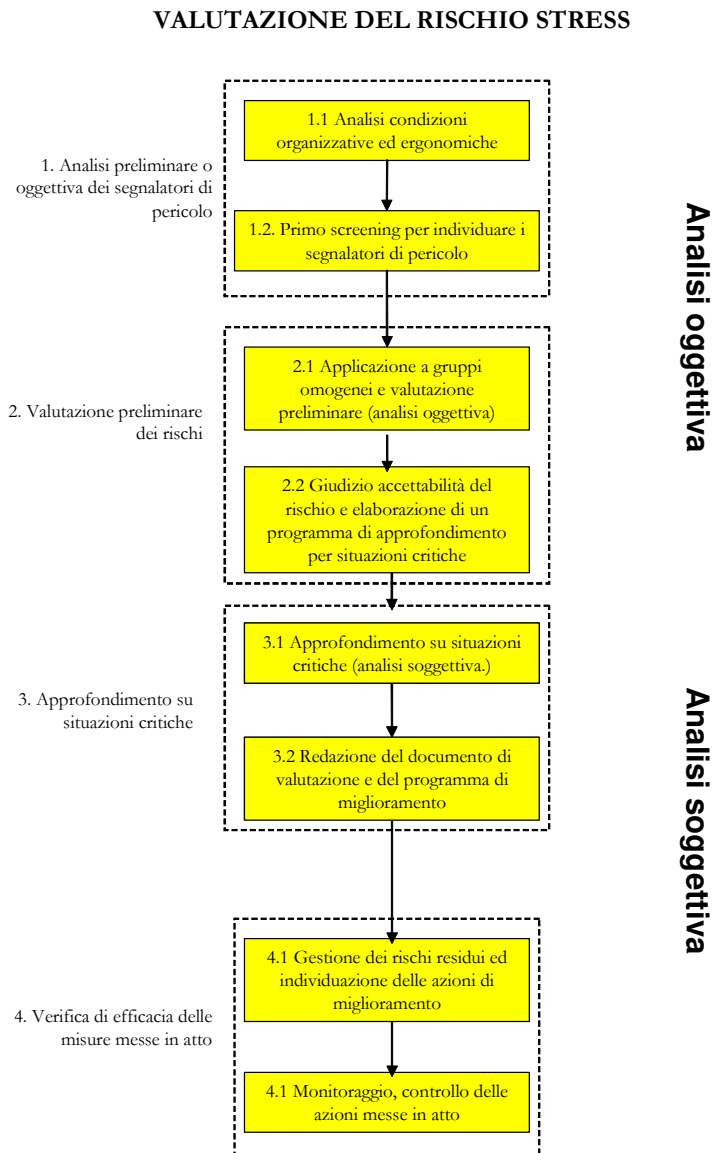 VALUTAZIONE DEL RISCHIO STRESS
1. Analisi preliminare o
oggettiva dei segnalatori di
pericolo
1.1 Analisi condizioni
organizzative ed ergonomiche
1.2. Primo screening per individuare i
segnalatori di pericolo
Analisi oggettiva
2. Valutazione preliminare
dei rischi
2.1 Applicazione a gruppi
omogenei e valutazione
preliminare (analisi oggettiva)
2.2 Giudizio accettabilità del
rischio e elaborazione di un
programma di approfondimento
per situazioni critiche
3. Approfondimento su
situazioni critiche
3.1 Approfondimento su situazioni
critiche (analisi soggettiva.)
3.2 Redazione del documento di
valutazione e del programma di
miglioramento
Analisi soggettiva
4. Verifica di efficacia delle
misure messe in atto
4.1 Gestione dei rischi residui ed
individuazione delle azioni di
miglioramento
4.1 Monitoraggio, controllo delle
azioni messe in atto